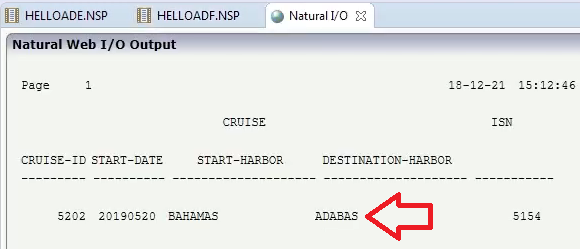 HELLOADE.NSP HELLOADF.NSP Natural I/O
Natural Web I/O Output
Page 1 18-12-21 15:12:46
CRUISE ISN
CRUISE-ID START-DATE START-HARBOR DESTINATION-HARBOR
--------- ---------- -------------------- -------------------- -----------
5202 20190520 BAHAMAS ADABAS 5154